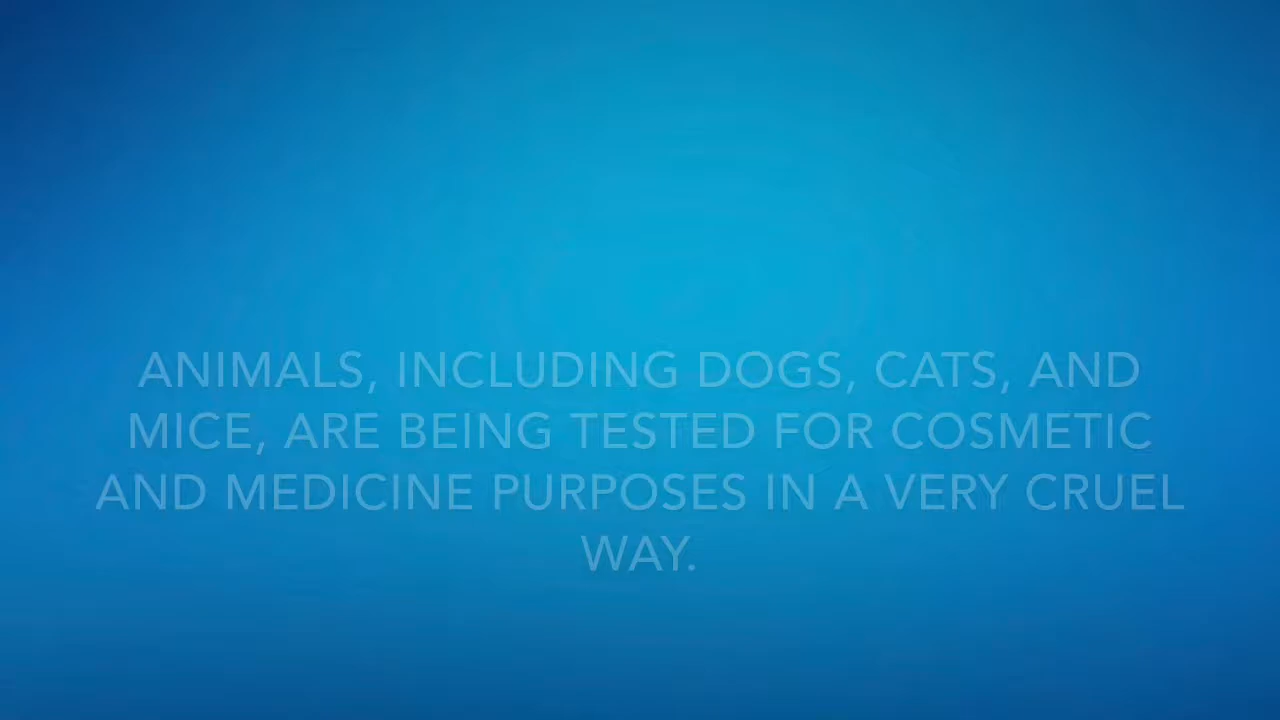 ANIMALS, INCLUDING DOGS, CATS, AND
MICE, ARE BEING TESTED FOR COSMETIC
AND MEDICINE PURPOSES IN A VERY CRUEL
WAY.